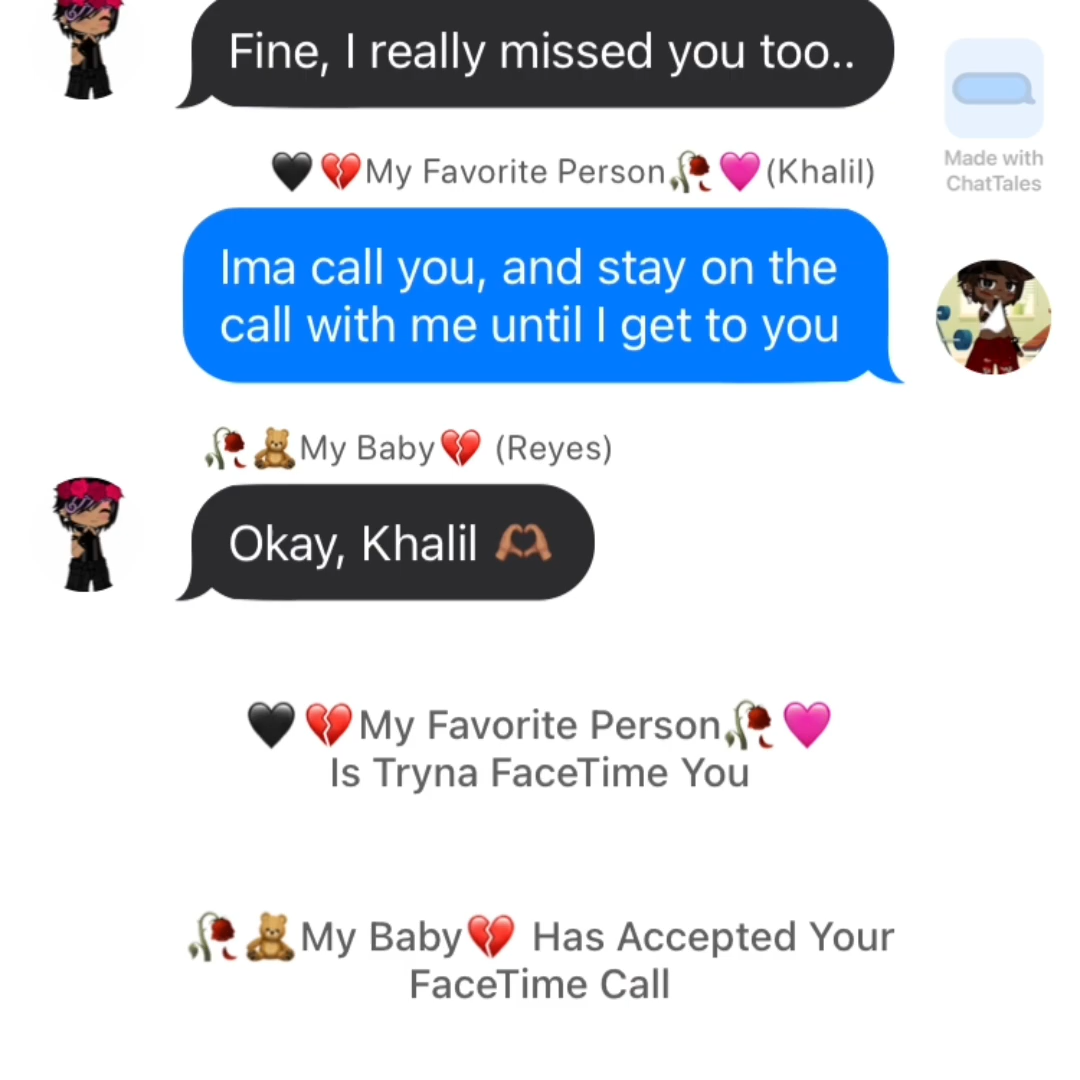 Fine, I really missed you too..
Made with
ChatTales
🖤💔My Favorite Person🥀🩷(Khalil)
Ima call you, and stay on the
call with me until I get to you
🥀🧸My Baby💔 (Reyes)
Okay, Khalil 🫶🏽
🖤💔My Favorite Person🥀🩷
Is Tryna FaceTime You
🥀🧸My Baby💔 Has Accepted Your
FaceTime Call